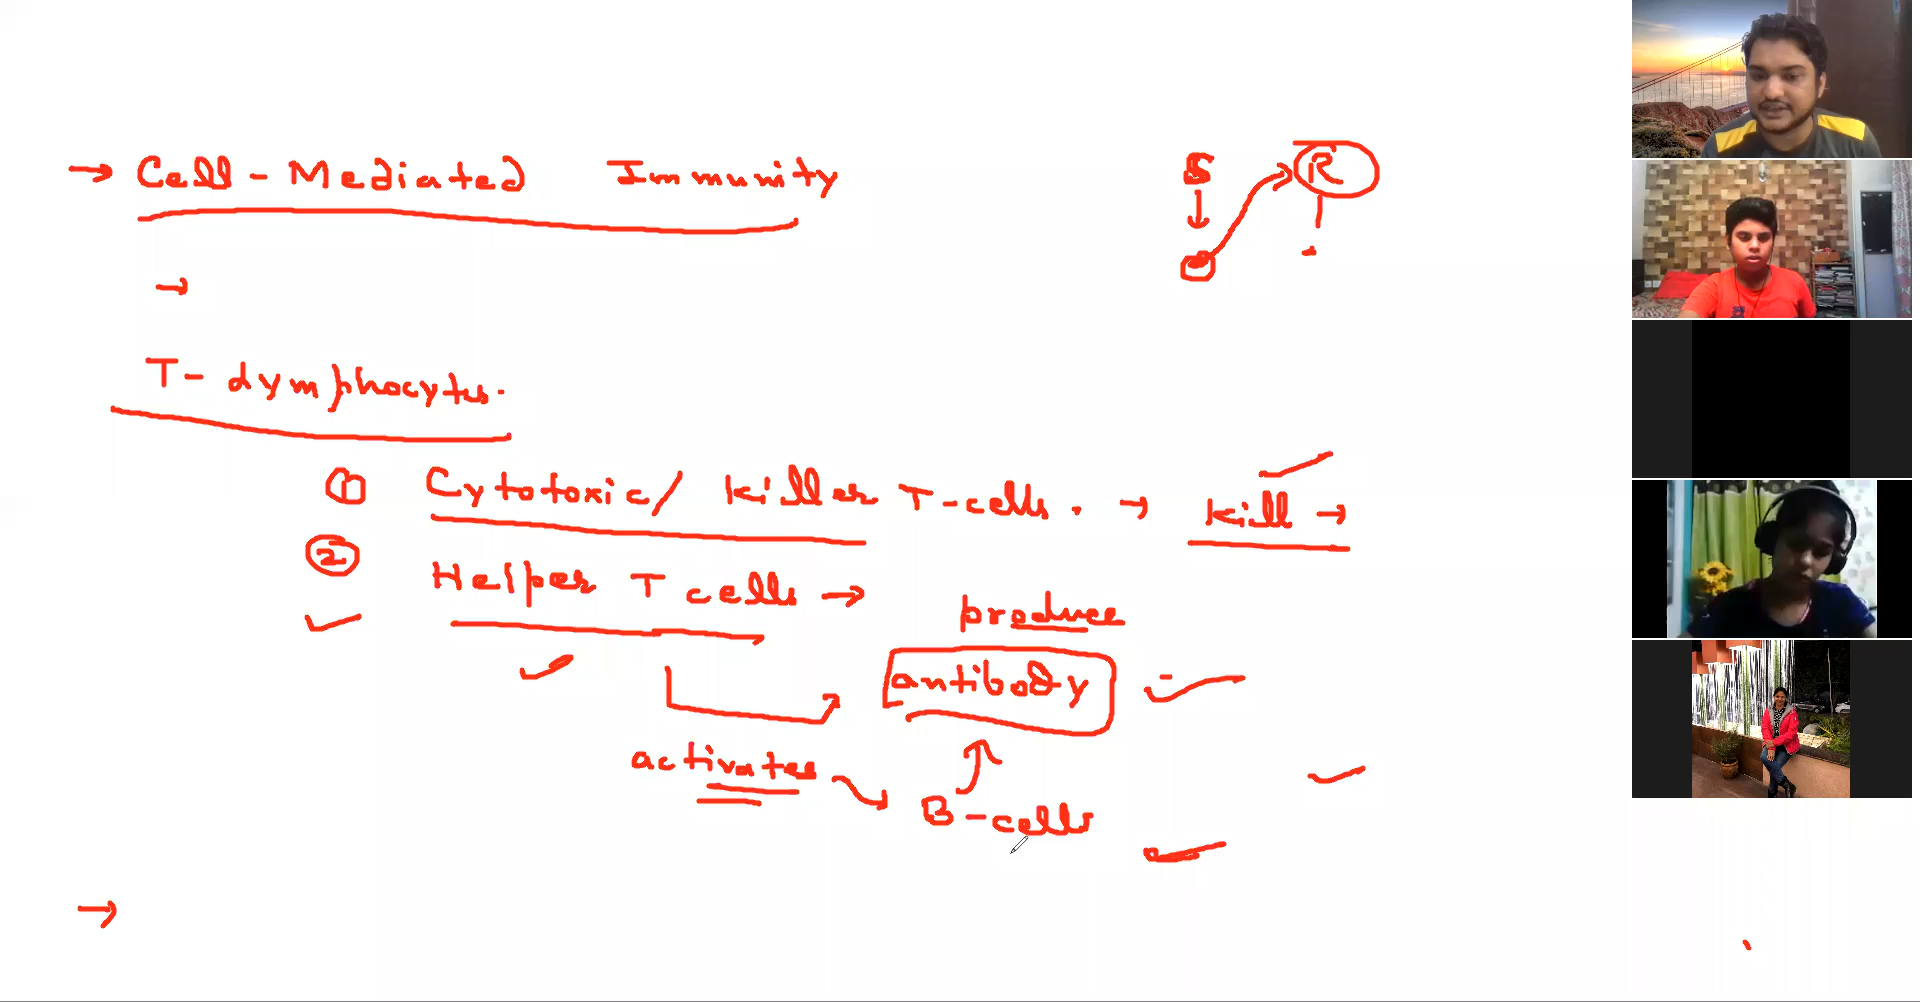 → Cell - Mediated Immunity
S
R
→
T- Lymphocytes.
① Cytotoxic / Killer T-cells. → Kill →
② Helper T cells →
produce
antibody
activates
B-cells
→